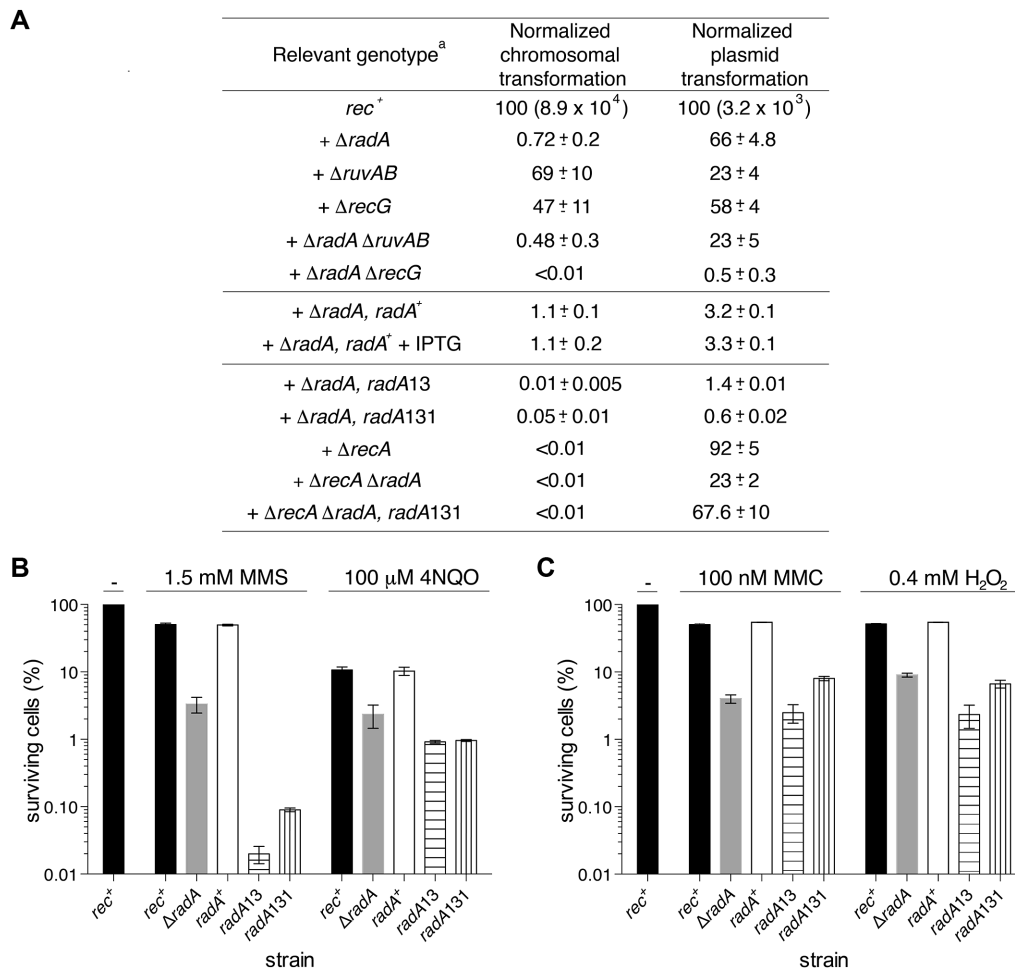 A
Relevant genotypeᵃ Normalized chromosomal transformation Normalized plasmid transformation
rec⁺ 100 (8.9 x 10⁴) 100 (3.2 x 10³)
+ ΔradA 0.72 ± 0.2 66 ± 4.8
+ ΔruvAB 69 ± 10 23 ± 4
+ ΔrecG 47 ± 11 58 ± 4
+ ΔradA ΔruvAB 0.48 ± 0.3 23 ± 5
+ ΔradA ΔrecG <0.01 0.5 ± 0.3
+ ΔradA, radA⁺ 1.1 ± 0.1 3.2 ± 0.1
+ ΔradA, radA⁺ + IPTG 1.1 ± 0.2 3.3 ± 0.1
+ ΔradA, radA13 0.01 ± 0.005 1.4 ± 0.01
+ ΔradA, radA131 0.05 ± 0.01 0.6 ± 0.02
+ ΔrecA <0.01 92 ± 5
+ ΔrecA ΔradA <0.01 23 ± 2
+ ΔrecA ΔradA, radA131 <0.01 67.6 ± 10
B
- 1.5 mM MMS 100 μM 4NQO
surviving cells (%)
100
10
1
0.10
0.01
rec⁺ rec⁺ ΔradA radA⁺ radA13 radA131 rec⁺ ΔradA radA⁺ radA13 radA131
strain
C
- 100 nM MMC 0.4 mM H₂O₂
surviving cells (%)
100
10
1
0.10
0.01
rec⁺ rec⁺ ΔradA radA⁺ radA13 radA131 rec⁺ ΔradA radA⁺ radA13 radA131
strain